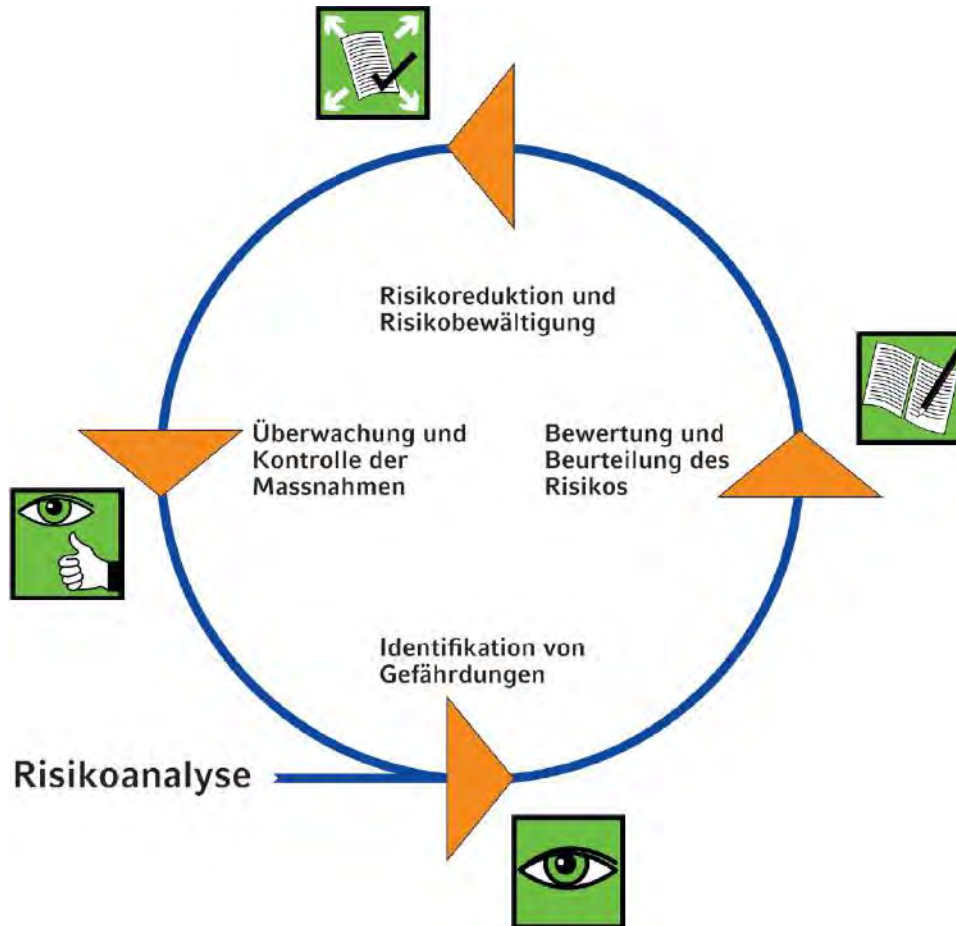 Risikoreduktion und
Risikobewältigung
Überwachung und
Kontrolle der
Massnahmen
Bewertung und
Beurteilung des
Risikos
Identifikation von
Gefährdungen
Risikoanalyse